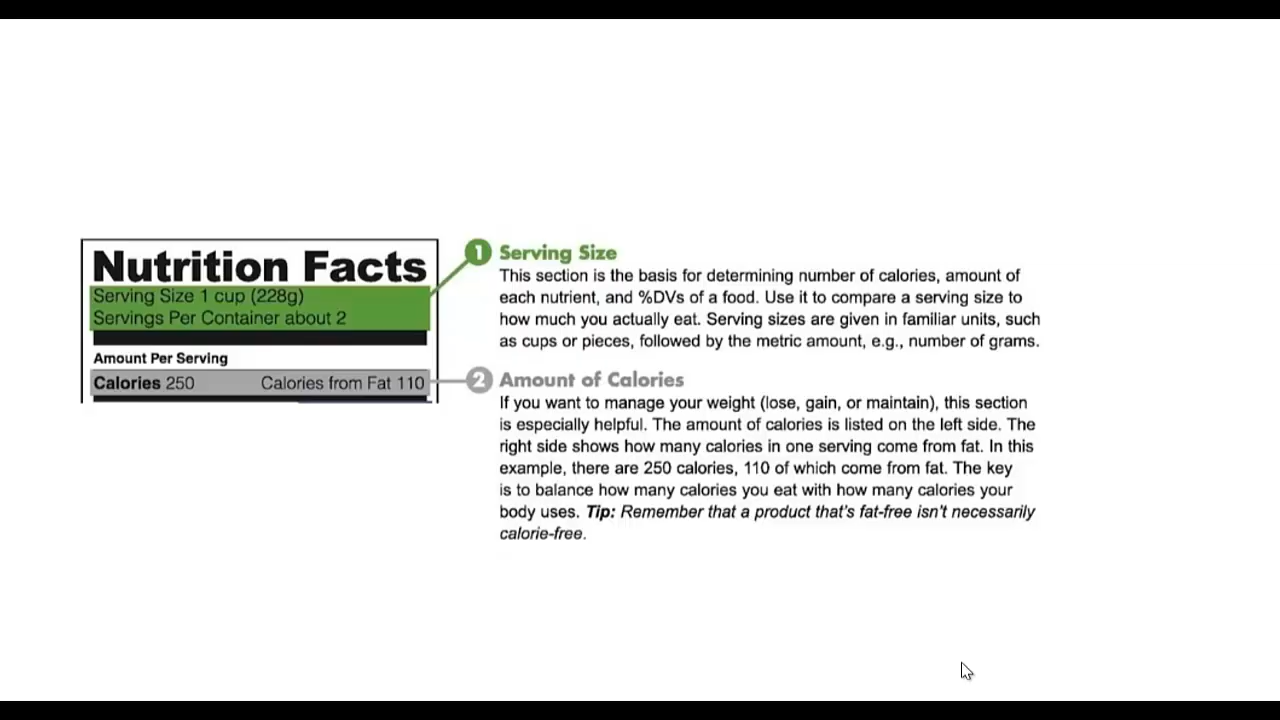 Nutrition Facts
Serving Size 1 cup (228g)
Servings Per Container about 2
Amount Per Serving
Calories 250 Calories from Fat 110
1 Serving Size
This section is the basis for determining number of calories, amount of
each nutrient, and %DVs of a food. Use it to compare a serving size to
how much you actually eat. Serving sizes are given in familiar units, such
as cups or pieces, followed by the metric amount, e.g., number of grams.
2 Amount of Calories
If you want to manage your weight (lose, gain, or maintain), this section
is especially helpful. The amount of calories is listed on the left side. The
right side shows how many calories in one serving come from fat. In this
example, there are 250 calories, 110 of which come from fat. The key
is to balance how many calories you eat with how many calories your
body uses. Tip: Remember that a product that's fat-free isn't necessarily
calorie-free.